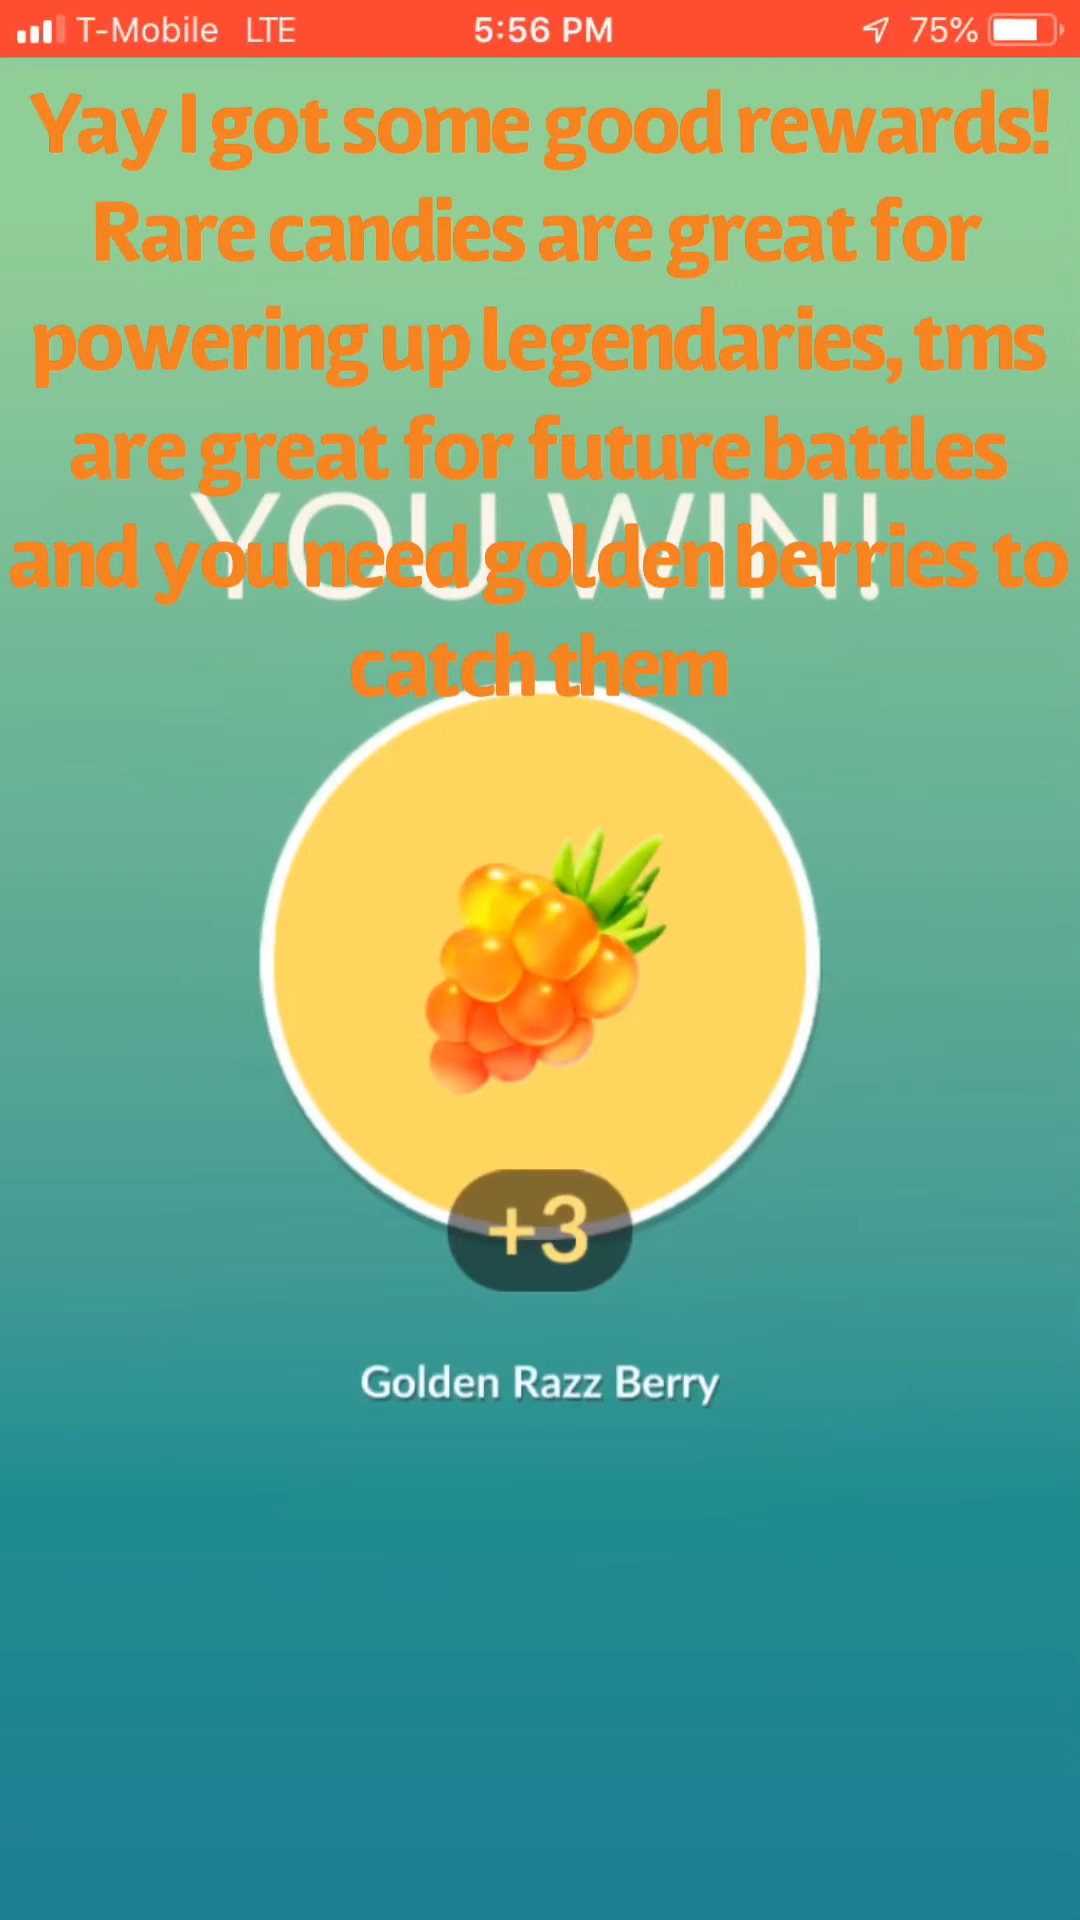 T-Mobile LTE 5:56 PM 75%
Yay I got some good rewards!
Rare candies are great for
powering up legendaries, tms
are great for future battles
YOU WIN!
and you need golden berries to
catch them
+3
Golden Razz Berry